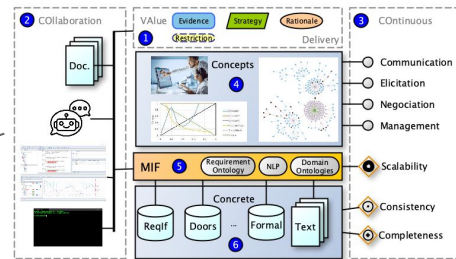 2 COllaboration
VAlue
Evidence
Strategy
Rationale
1 Restriction
Delivery
3 COntinuous
Doc.
Concepts
4
Communication
Elicitation
Negociation
Management
MIF 5
Requirement
Ontology
NLP
Domain
Ontologies
Scalability
Concrete
ReqIf
Doors
...
Formal
Text
6
Consistency
Completeness